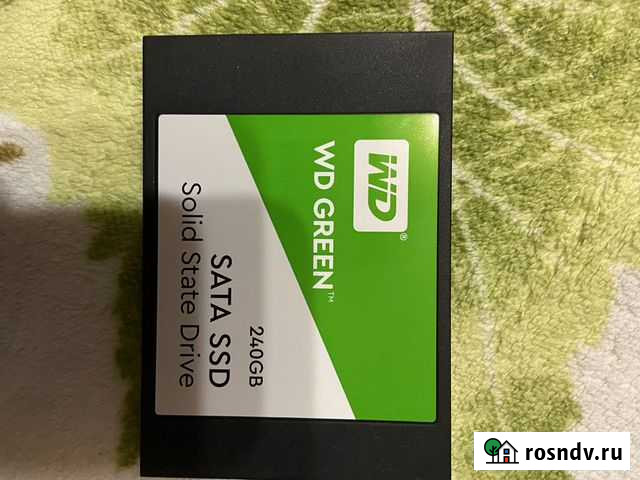 WD®
WD GREEN™
240GB
SATA SSD
Solid State Drive
rosndv.ru